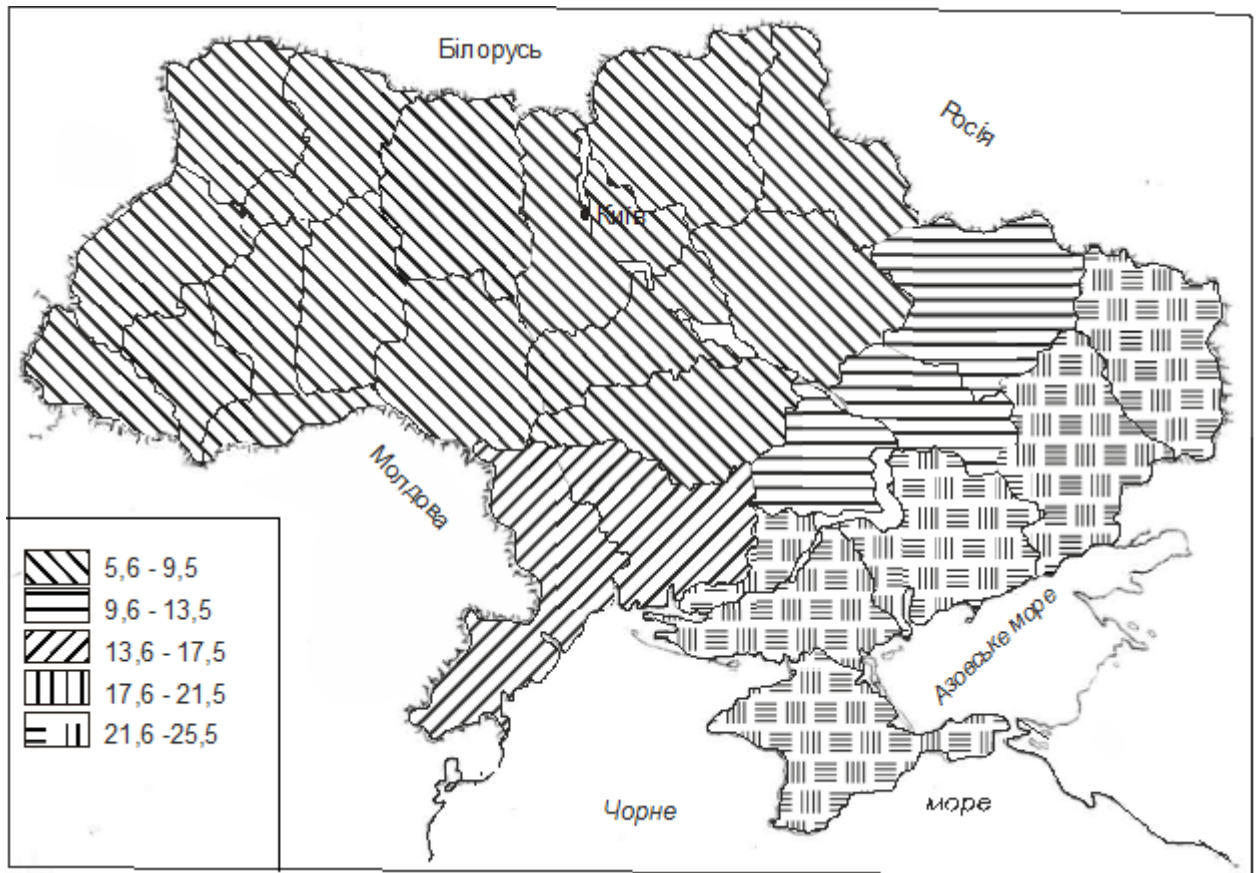 Білорусь
Росія
Київ
Молдова
5,6 - 9,5
9,6 - 13,5
13,6 - 17,5
17,6 - 21,5
21,6 -25,5
Азовське море
Чорне море